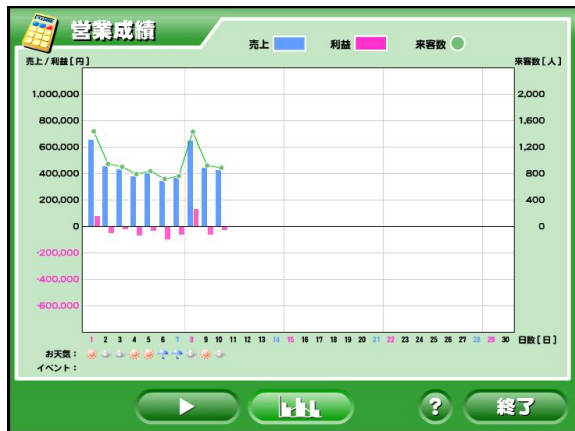 営業成績
売上 利益 来客数
売上/利益[円] 来客数[人]
1,000,000 2,000
800,000 1,600
600,000 1,200
400,000 800
200,000 400
0 0
-200,000
-400,000
-600,000
1 2 3 4 5 6 7 8 9 10 11 12 13 14 15 16 17 18 19 20 21 22 23 24 25 26 27 28 29 30 日数[日]
お天気：
イベント：
? 終了